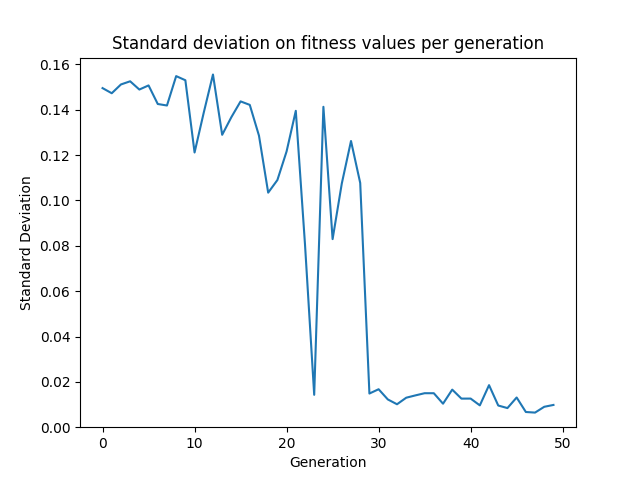 Standard deviation on fitness values per generation
0.16
0.14
0.12
0.10
0.08
0.06
0.04
0.02
0.00
Standard Deviation
0 10 20 30 40 50
Generation